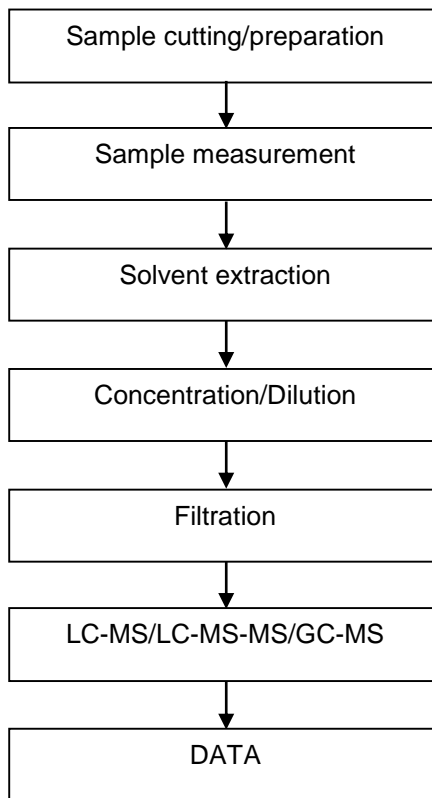 Sample cutting/preparation
Sample measurement
Solvent extraction
Concentration/Dilution
Filtration
LC-MS/LC-MS-MS/GC-MS
DATA